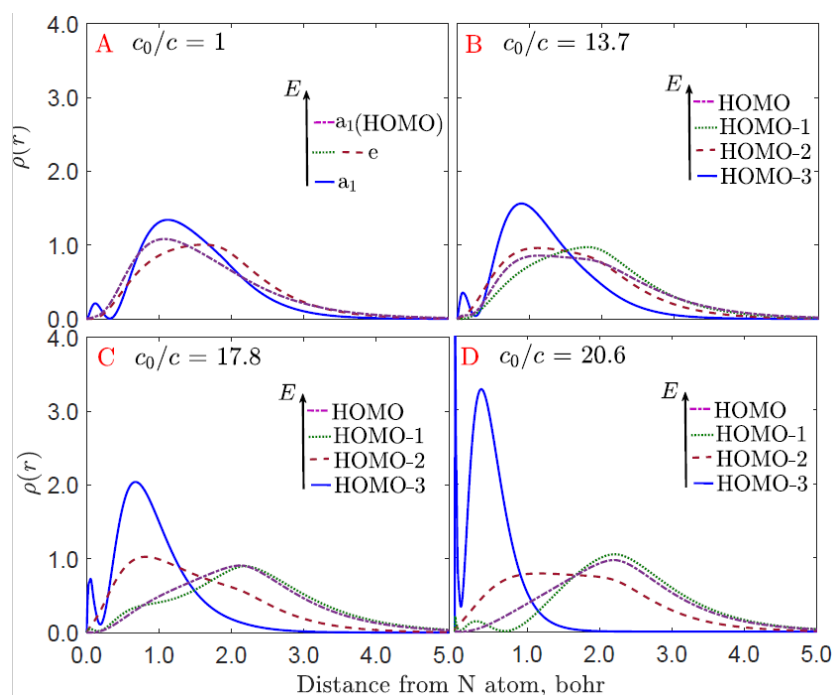 A c₀/c = 1
B c₀/c = 13.7
4.0
3.0
2.0
1.0
0.0
ρ(r)
E
a₁(HOMO)
e
a₁
E
HOMO
HOMO-1
HOMO-2
HOMO-3
C c₀/c = 17.8
D c₀/c = 20.6
4.0
3.0
2.0
1.0
0.0
ρ(r)
E
HOMO
HOMO-1
HOMO-2
HOMO-3
E
HOMO
HOMO-1
HOMO-2
HOMO-3
0.0 1.0 2.0 3.0 4.0 5.0 1.0 2.0 3.0 4.0 5.0
Distance from N atom, bohr